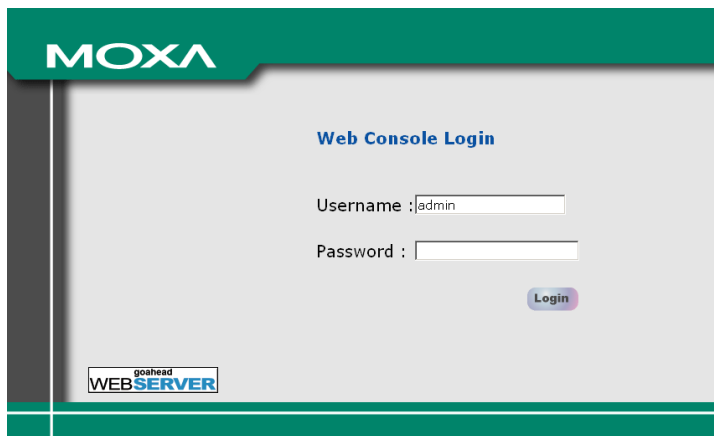 MOXA
Web Console Login
Username : admin
Password :
Login
goahead
WEBSERVER